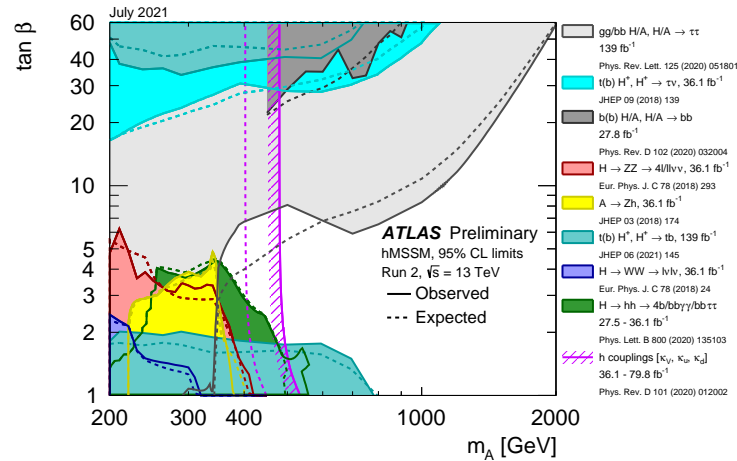 July 2021
tan β
60
40
30
20
10
5
4
3
2
1
200
300
400
1000
2000
m_A [GeV]
ATLAS Preliminary
hMSSM, 95% CL limits
Run 2, √s = 13 TeV
Observed
Expected
gg/bb H/A, H/A → ττ
139 fb⁻¹
Phys. Rev. Lett. 125 (2020) 051801
t(b) H⁺, H⁺ → τν, 36.1 fb⁻¹
JHEP 09 (2018) 139
b(b) H/A, H/A → bb
27.8 fb⁻¹
Phys. Rev. D 102 (2020) 032004
H → ZZ → 4l/llνν, 36.1 fb⁻¹
Eur. Phys. J. C 78 (2018) 293
A → Zh, 36.1 fb⁻¹
JHEP 03 (2018) 174
t(b) H⁺, H⁺ → tb, 139 fb⁻¹
JHEP 06 (2021) 145
H → WW → lνlν, 36.1 fb⁻¹
Eur. Phys. J. C 78 (2018) 24
H → hh → 4b/bbγγ/bbττ
27.5 - 36.1 fb⁻¹
Phys. Lett. B 800 (2020) 135103
h couplings [κ_V, κ_u, κ_d]
36.1 - 79.8 fb⁻¹
Phys. Rev. D 101 (2020) 012002